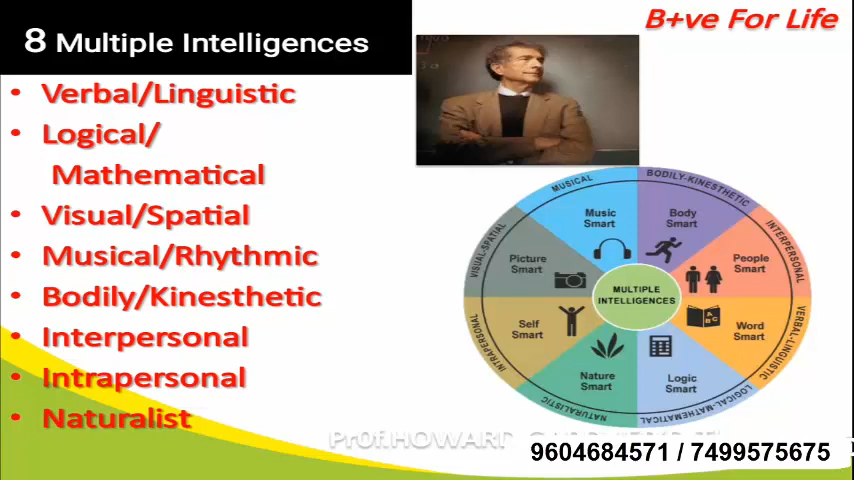 8 Multiple Intelligences
B+ve For Life
• Verbal/Linguistic
• Logical/
Mathematical
• Visual/Spatial
• Musical/Rhythmic
• Bodily/Kinesthetic
• Interpersonal
• Intrapersonal
• Naturalist
MUSICAL
BODILY-KINESTHETIC
INTERPERSONAL
VERBAL-LINGUISTIC
LOGICAL-MATHEMATICAL
NATURALISTIC
INTRAPERSONAL
VISUAL-SPATIAL
Music
Smart
Body
Smart
People
Smart
Word
Smart
Logic
Smart
Nature
Smart
Self
Smart
Picture
Smart
MULTIPLE
INTELLIGENCES
A
B
C
Prof.HOWARD
9604684571 / 7499575675